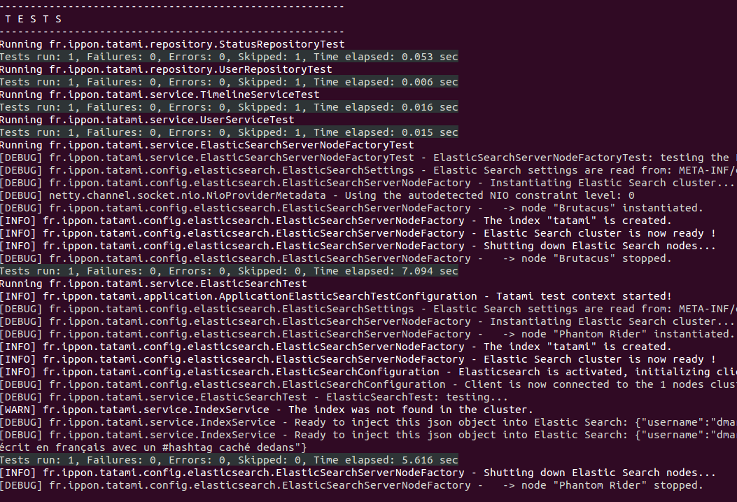 -----------------------------------------------------
 T E S T S
-----------------------------------------------------
Running fr.ippon.tatami.repository.StatusRepositoryTest
Tests run: 1, Failures: 0, Errors: 0, Skipped: 1, Time elapsed: 0.053 sec
Running fr.ippon.tatami.repository.UserRepositoryTest
Tests run: 1, Failures: 0, Errors: 0, Skipped: 1, Time elapsed: 0.006 sec
Running fr.ippon.tatami.service.TimelineServiceTest
Tests run: 1, Failures: 0, Errors: 0, Skipped: 1, Time elapsed: 0.016 sec
Running fr.ippon.tatami.service.UserServiceTest
Tests run: 1, Failures: 0, Errors: 0, Skipped: 1, Time elapsed: 0.015 sec
Running fr.ippon.tatami.service.ElasticSearchServerNodeFactoryTest
[DEBUG] fr.ippon.tatami.service.ElasticSearchServerNodeFactoryTest - ElasticSearchServerNodeFactoryTest: testing the
[DEBUG] fr.ippon.tatami.config.elasticsearch.ElasticSearchSettings - Elastic Search settings are read from: META-INF/
[DEBUG] fr.ippon.tatami.config.elasticsearch.ElasticSearchServerNodeFactory - Instantiating Elastic Search cluster...
[DEBUG] netty.channel.socket.nio.NioProviderMetadata - Using the autodetected NIO constraint level: 0
[DEBUG] fr.ippon.tatami.config.elasticsearch.ElasticSearchServerNodeFactory -   -> node "Brutacus" instantiated.
[INFO] fr.ippon.tatami.config.elasticsearch.ElasticSearchServerNodeFactory - The index "tatami" is created.
[INFO] fr.ippon.tatami.config.elasticsearch.ElasticSearchServerNodeFactory - Elastic Search cluster is now ready !
[INFO] fr.ippon.tatami.config.elasticsearch.ElasticSearchServerNodeFactory - Shutting down Elastic Search nodes...
[DEBUG] fr.ippon.tatami.config.elasticsearch.ElasticSearchServerNodeFactory -   -> node "Brutacus" stopped.
Tests run: 1, Failures: 0, Errors: 0, Skipped: 0, Time elapsed: 7.094 sec
Running fr.ippon.tatami.service.ElasticSearchTest
[INFO] fr.ippon.tatami.application.ApplicationElasticSearchTestConfiguration - Tatami test context started!
[DEBUG] fr.ippon.tatami.config.elasticsearch.ElasticSearchSettings - Elastic Search settings are read from: META-INF/
[DEBUG] fr.ippon.tatami.config.elasticsearch.ElasticSearchServerNodeFactory - Instantiating Elastic Search cluster...
[DEBUG] fr.ippon.tatami.config.elasticsearch.ElasticSearchServerNodeFactory -   -> node "Phantom Rider" instantiated.
[INFO] fr.ippon.tatami.config.elasticsearch.ElasticSearchServerNodeFactory - The index "tatami" is created.
[INFO] fr.ippon.tatami.config.elasticsearch.ElasticSearchServerNodeFactory - Elastic Search cluster is now ready !
[INFO] fr.ippon.tatami.config.elasticsearch.ElasticSearchConfiguration - Elasticsearch is activated, initializing cli
[DEBUG] fr.ippon.tatami.config.elasticsearch.ElasticSearchConfiguration - Client is now connected to the 1 nodes clus
[DEBUG] fr.ippon.tatami.service.ElasticSearchTest - ElasticSearchTest: testing...
[WARN] fr.ippon.tatami.service.IndexService - The index was not found in the cluster.
[DEBUG] fr.ippon.tatami.service.IndexService - Ready to inject this json object into Elastic Search: {"username":"dma
[DEBUG] fr.ippon.tatami.service.IndexService - Ready to inject this json object into Elastic Search: {"username":"dma
écrit en français avec un #hashtag caché dedans"}
Tests run: 1, Failures: 0, Errors: 0, Skipped: 0, Time elapsed: 5.616 sec
[INFO] fr.ippon.tatami.config.elasticsearch.ElasticSearchServerNodeFactory - Shutting down Elastic Search nodes...
[DEBUG] fr.ippon.tatami.config.elasticsearch.ElasticSearchServerNodeFactory -   -> node "Phantom Rider" stopped.